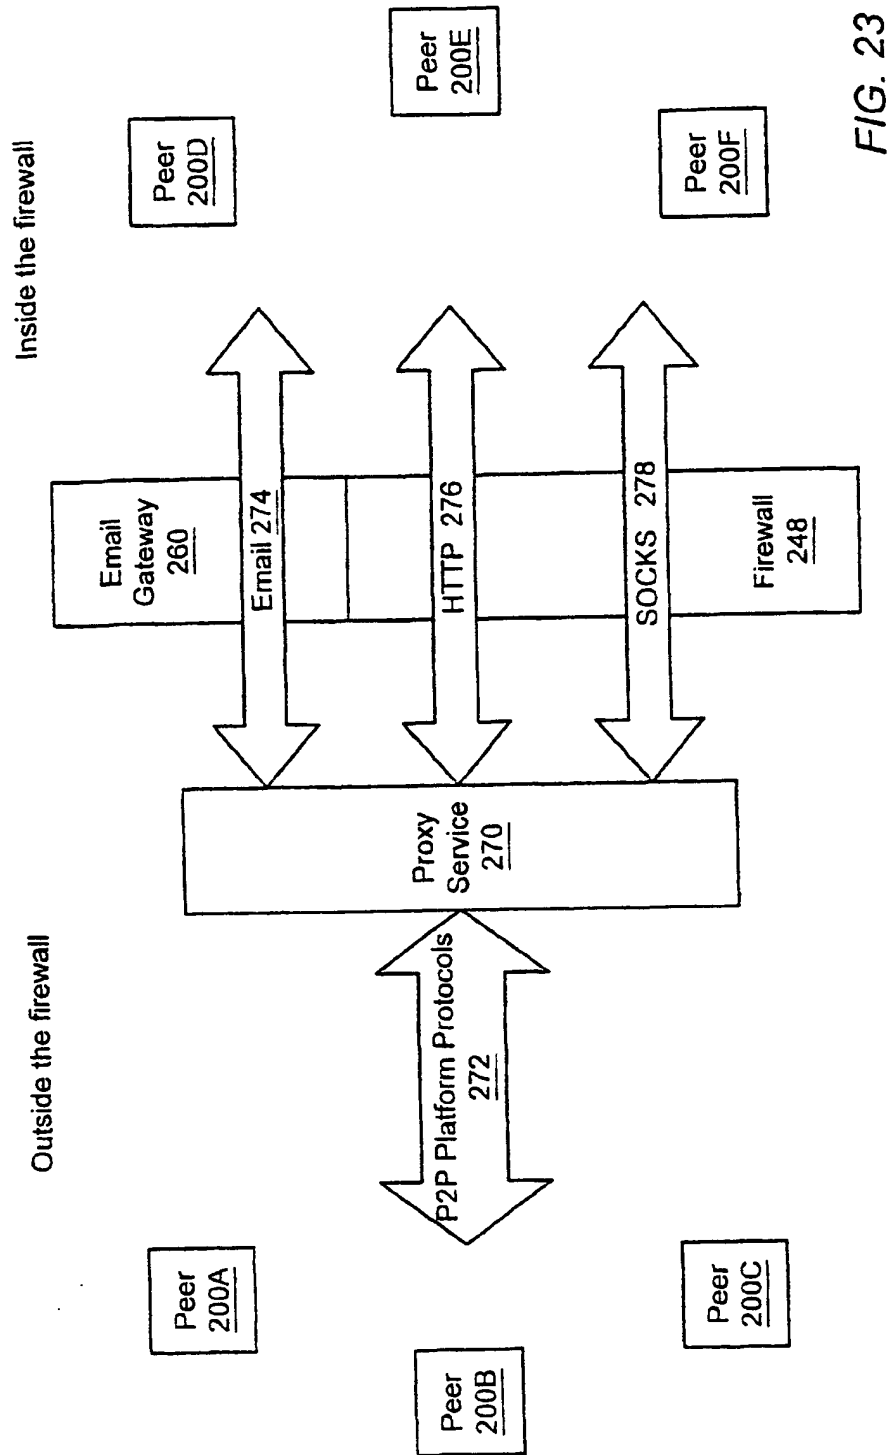 Outside the firewall
Inside the firewall
Peer
200A
Peer
200B
Peer
200C
P2P Platform Protocols
272
Proxy
Service
270
Email
Gateway
260
Email 274
HTTP 276
SOCKS 278
Firewall
248
Peer
200D
Peer
200E
Peer
200F
FIG. 23